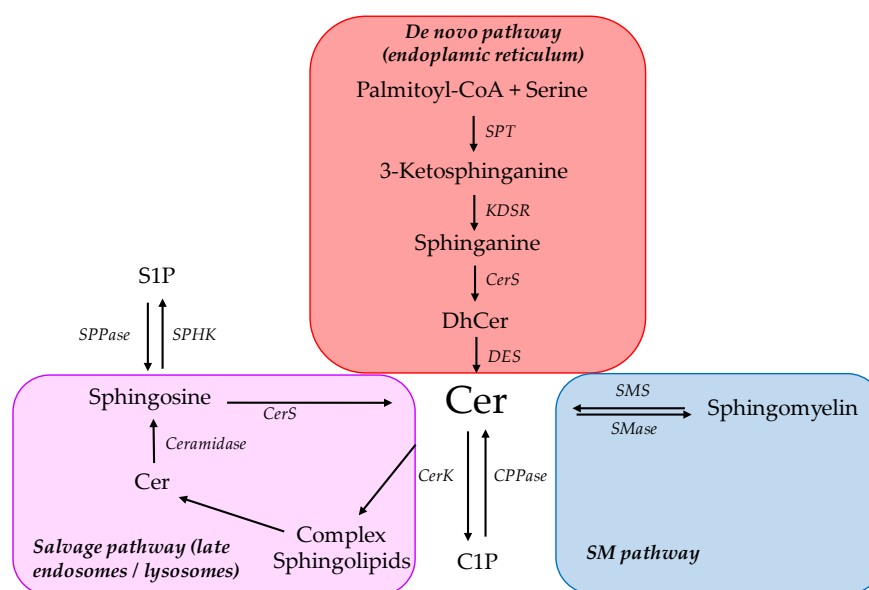 De novo pathway
(endoplamic reticulum)
Palmitoyl-CoA + Serine
SPT
3-Ketosphinganine
KDSR
Sphinganine
CerS
DhCer
DES
Cer
S1P
SPPase
SPHK
Sphingosine
CerS
Ceramidase
Cer
Complex
Sphingolipids
Salvage pathway (late
endosomes / lysosomes)
CerK
CPPase
C1P
SMS
SMase
Sphingomyelin
SM pathway